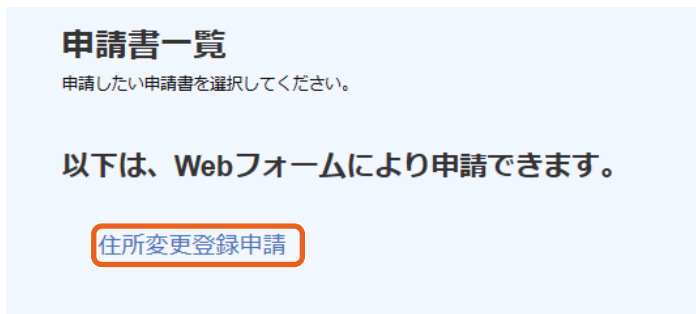 申請書一覧
申請したい申請書を選択してください。
以下は、Webフォームにより申請できます。
住所変更登録申請